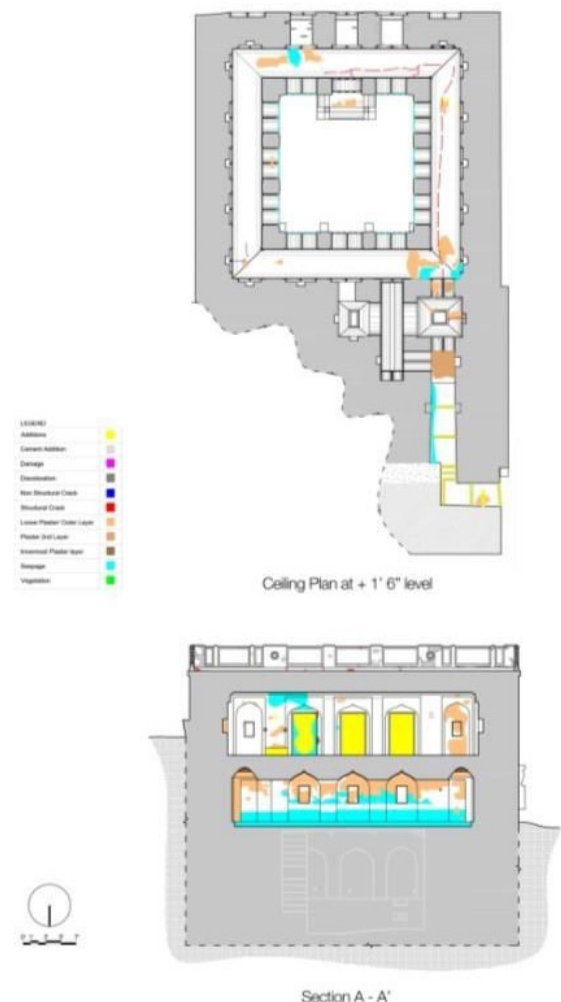 Ceiling Plan at + 1' 6" level
LEGEND
Additions
Cement Addition
Damage
Discoloration
Non Structural Crack
Structural Crack
Loose Plaster Outer Layer
Plaster 2nd Layer
Innermost Plaster layer
Seepage
Vegetation
Section A - A'